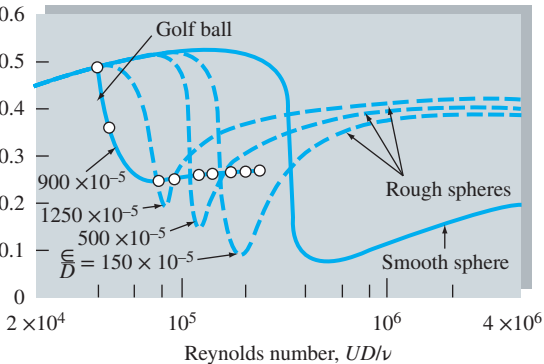 0.6
Golf ball
0.5
0.4
0.3
900 ×10⁻⁵
0.2
1250 ×10⁻⁵
500 ×10⁻⁵
0.1
ϵ/D = 150 × 10⁻⁵
Rough spheres
Smooth sphere
0
2 ×10⁴
10⁵
10⁶
4 ×10⁶
Reynolds number, UD/ν